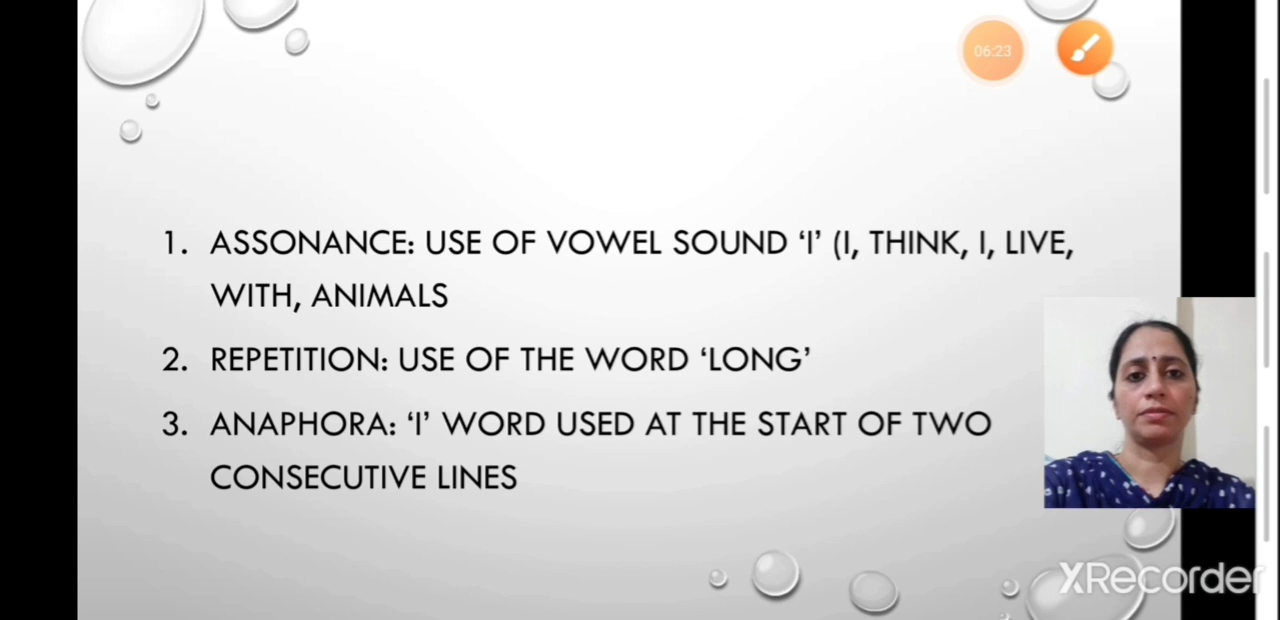 06:23
1. ASSONANCE: USE OF VOWEL SOUND ‘I’ (I, THINK, I, LIVE,
WITH, ANIMALS
2. REPETITION: USE OF THE WORD ‘LONG’
3. ANAPHORA: ‘I’ WORD USED AT THE START OF TWO
CONSECUTIVE LINES
XRecorder